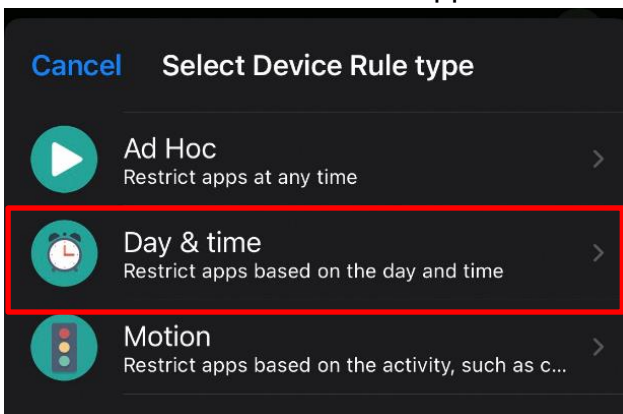 Cancel Select Device Rule type
Ad Hoc
Restrict apps at any time
Day & time
Restrict apps based on the day and time
Motion
Restrict apps based on the activity, such as c...